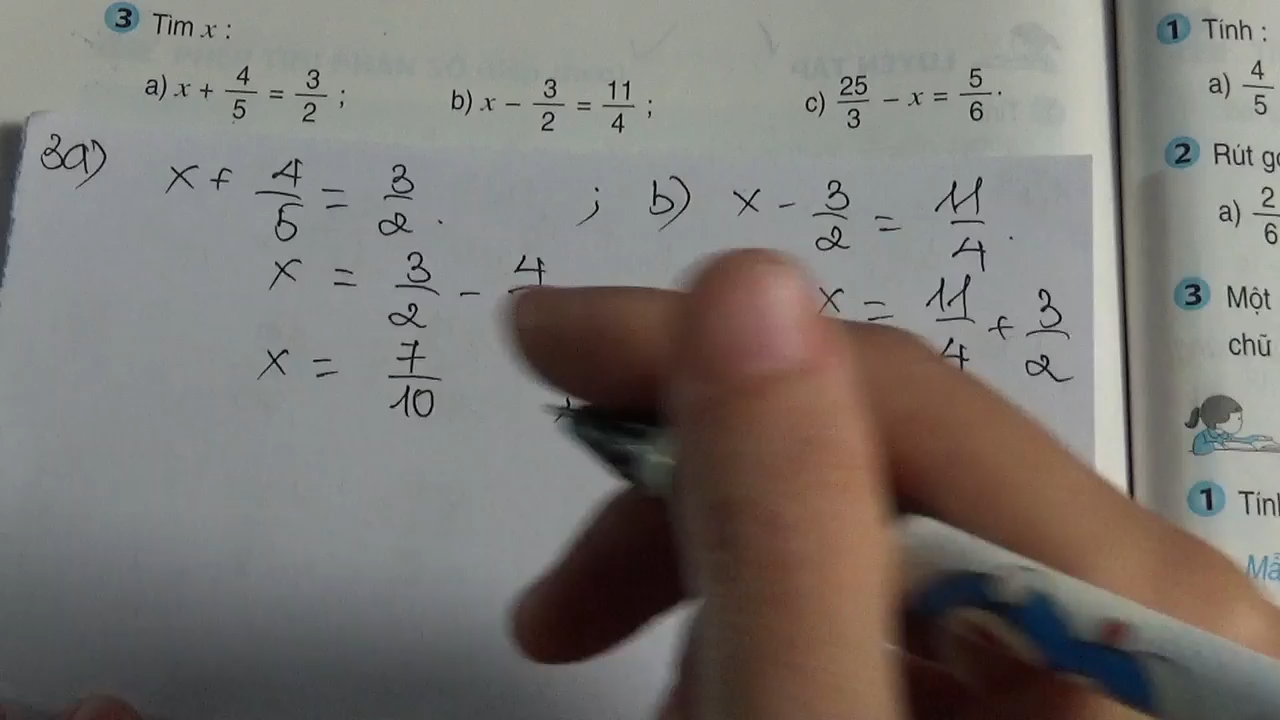 3 Tìm x :
a) x + 4/5 = 3/2 ; b) x − 3/2 = 11/4 ; c) 25/3 − x = 5/6 .
3a) x + 4/5 = 3/2 . ; b) x - 3/2 = 11/4 .
x = 3/2 - 4 x = 11/4 + 3/2
x = 7/10
1 Tính :
a) 4/5
2 Rút
a) 2/6
3 Một
chữ
1